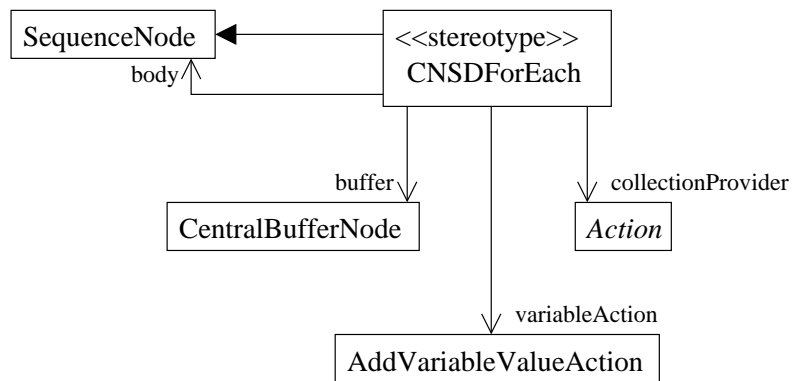 SequenceNode
<<stereotype>>
CNSDForEach
body
buffer
collectionProvider
CentralBufferNode
Action
variableAction
AddVariableValueAction